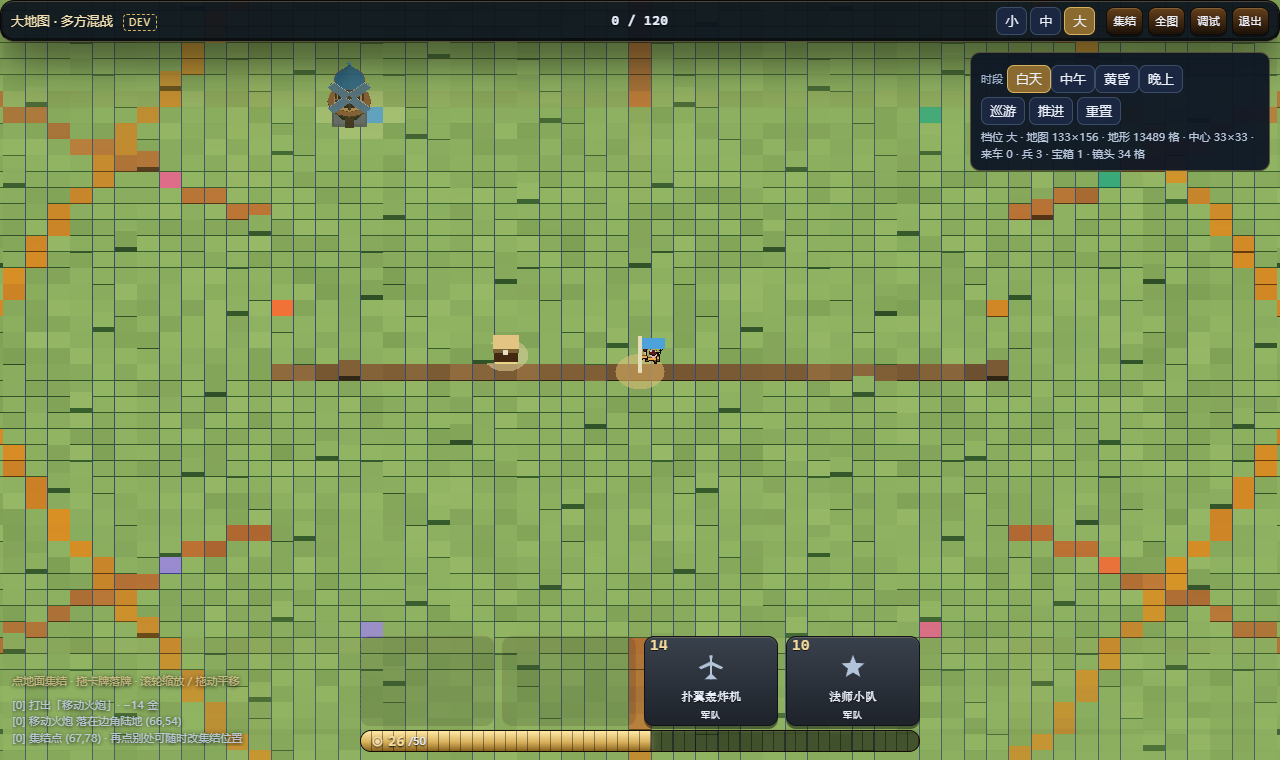 大地图 · 多方混战 DEV
0 / 120
小 中 大 集结 全图 调试 退出
时段 白天 中午 黄昏 晚上
巡游 推进 重置
档位 大 · 地图 133×156 · 地形 13489 格 · 中心 33×33 ·
来车 0 · 兵 3 · 宝箱 1 · 镜头 34 格
14
扑翼轰炸机
军队
10
法师小队
军队
点地面集结 · 拖卡牌落牌 · 滚轮缩放 / 拖动平移
[0] 打出「移动火炮」 · −14 金
[0] 移动火炮 落在边角陆地 (66,54)
[0] 集结点 (67,78) · 再点别处可随时改集结位置
26 /50